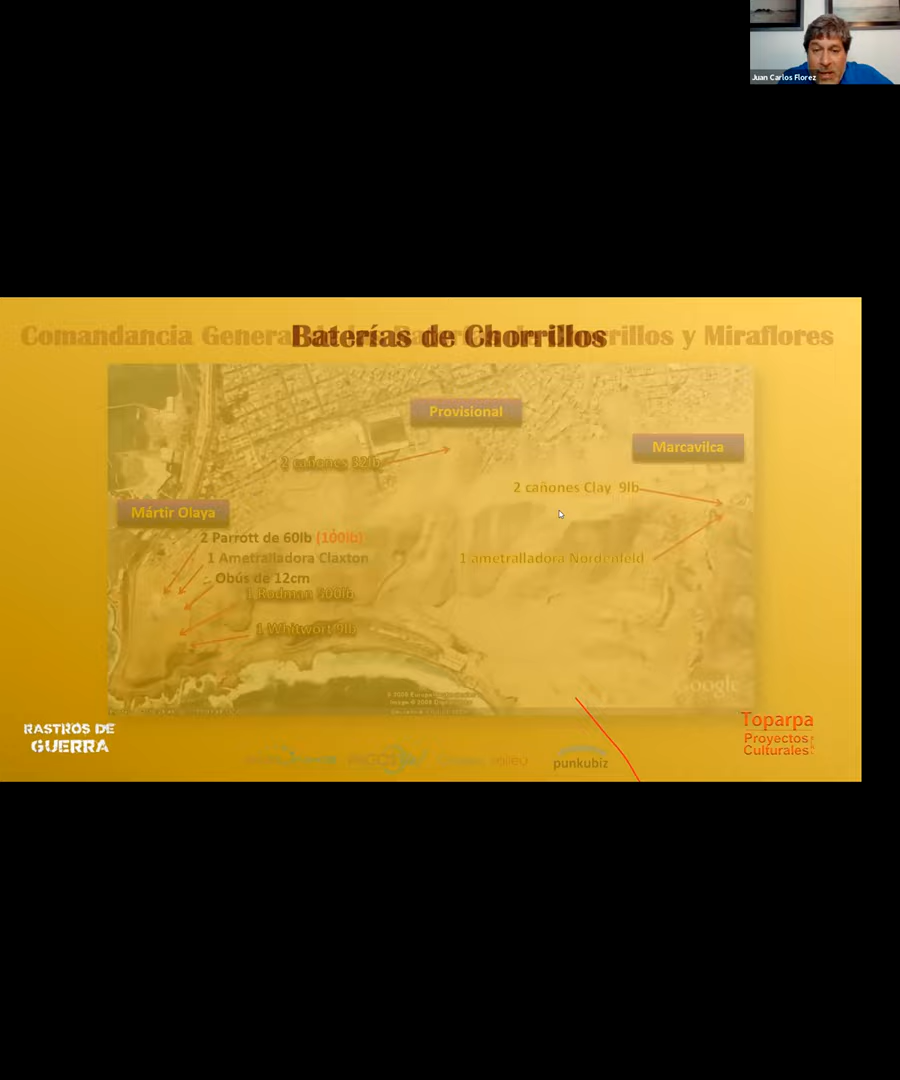 Juan Carlos Florez
Baterías de Chorrillos
Provisional
Marcavilca
2 cañones 32lb
2 cañones Clay 9lb
Mártir Olaya
2 Parrott de 60lb (100lb)
1 Ametralladora Claxton
1 ametralladora Nordenfeld
Obús de 12cm
1 Rodman 500lb
1 Whitwort 9lb
Google
RASTROS DE
GUERRA
Toparpa
Proyectos
Culturales
punkubiz